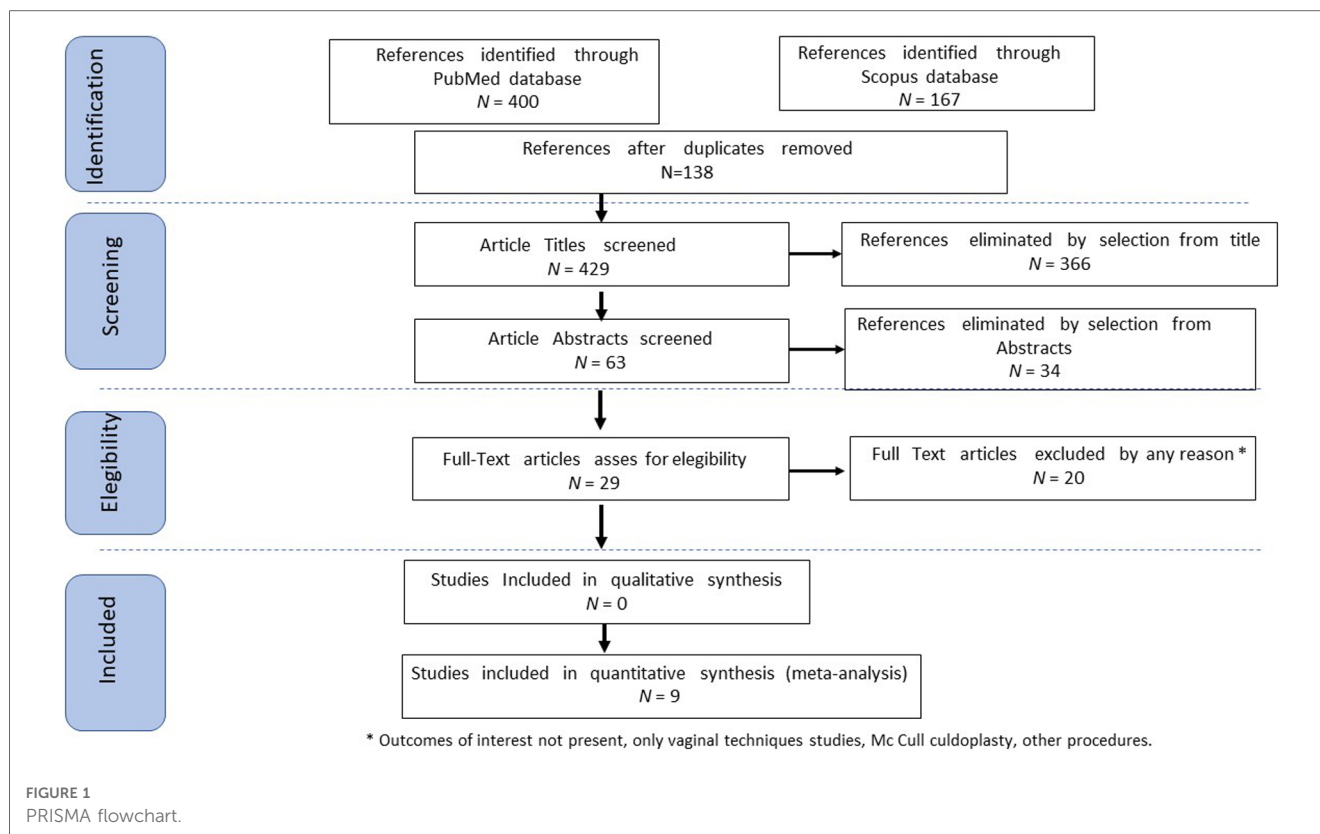 Identification
References identified through
PubMed database
N = 400
References identified through
Scopus database
N = 167
References after duplicates removed
N=138
Screening
Article Titles screened
N = 429
References eliminated by selection from title
N = 366
Article Abstracts screened
N = 63
References eliminated by selection from
Abstracts
N = 34
Elegibility
Full-Text articles asses for elegibility
N = 29
Full Text articles excluded by any reason *
N = 20
Included
Studies Included in qualitative synthesis
N = 0
Studies included in quantitative synthesis (meta-analysis)
N = 9
* Outcomes of interest not present, only vaginal techniques studies, Mc Cull culdoplasty, other procedures.
FIGURE 1
PRISMA flowchart.